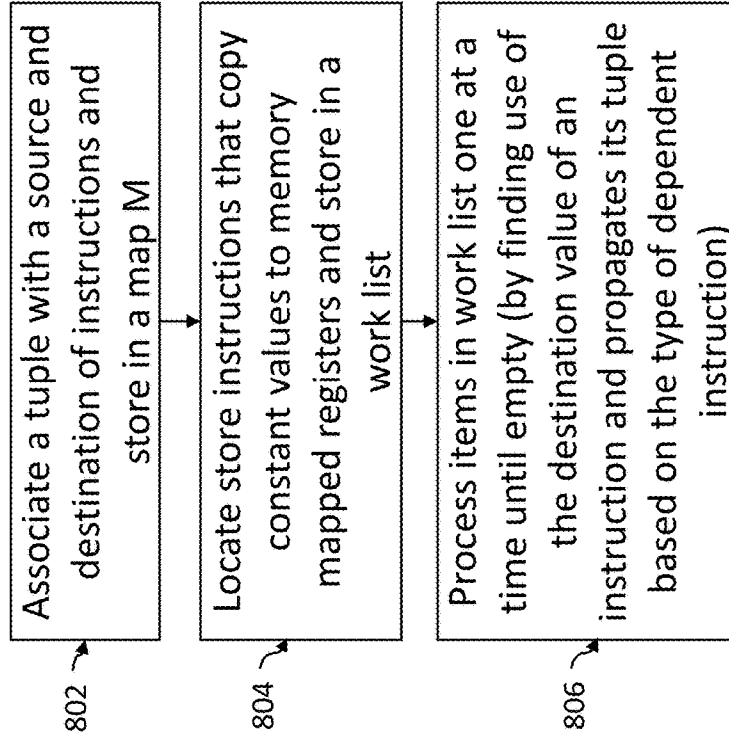 802
Associate a tuple with a source and
destination of instructions and
store in a map M
804
Locate store instructions that copy
constant values to memory
mapped registers and store in a
work list
806
Process items in work list one at a
time until empty (by finding use of
the destination value of an
instruction and propagates its tuple
based on the type of dependent
instruction)